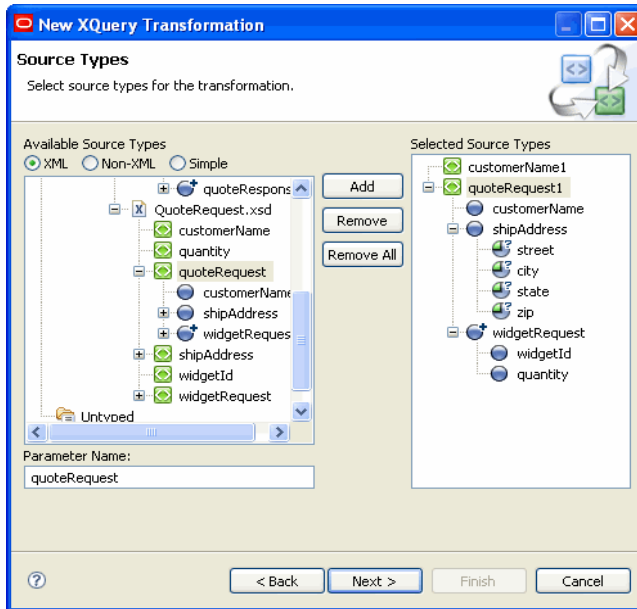 New XQuery Transformation
Source Types
Select source types for the transformation.
Available Source Types
XML Non-XML Simple
quoteRespons
QuoteRequest.xsd
customerName
quantity
quoteRequest
customerName
shipAddress
widgetReques
shipAddress
widgetId
widgetRequest
Untyped
Parameter Name:
quoteRequest
Add
Remove
Remove All
Selected Source Types
customerName1
quoteRequest1
customerName
shipAddress
street
city
state
zip
widgetRequest
widgetId
quantity
< Back
Next >
Finish
Cancel